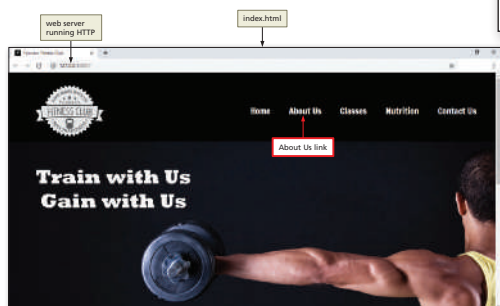 web server
running HTTP
index.html
FITNESS CLUB
Home About Us Classes Nutrition Contact Us
About Us link
Train with Us
Gain with Us